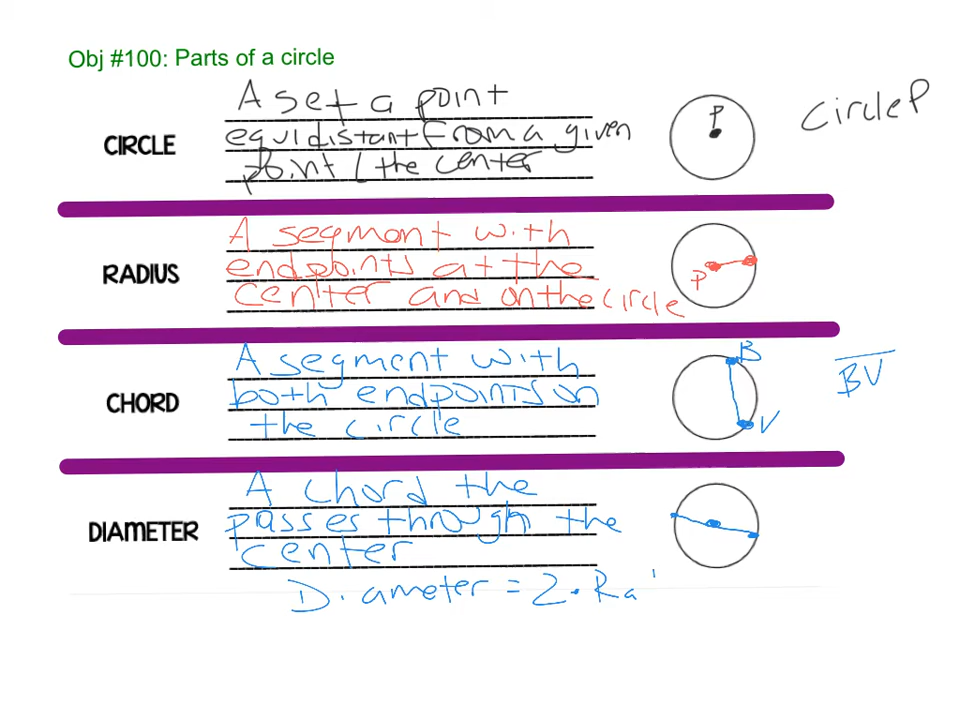 Obj #100: Parts of a circle
A set a point
CIRCLE
equidistant from a given
point (the center
P
Circle P
A segment with
RADIUS
endpoints at the
center and on the circle
P
A segment with
CHORD
both endpoints on
the circle
B
V
BV
A chord the
DIAMETER
passes through the
center
Diameter = 2 · Ra